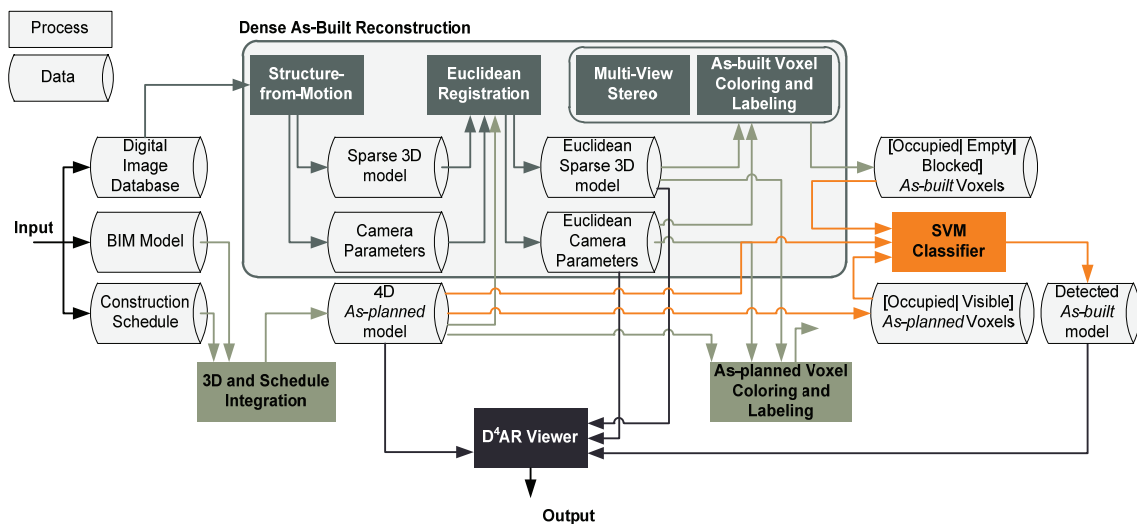 Process
Data
Dense As-Built Reconstruction
Structure-
from-Motion
Euclidean
Registration
Multi-View
Stereo
As-built Voxel
Coloring and
Labeling
Digital
Image
Database
Sparse 3D
model
Euclidean
Sparse 3D
model
[Occupied| Empty|
Blocked]
As-built Voxels
Input
BIM Model
Camera
Parameters
Euclidean
Camera
Parameters
SVM
Classifier
Construction
Schedule
4D
As-planned
model
[Occupied| Visible]
As-planned Voxels
Detected
As-built
model
3D and Schedule
Integration
As-planned Voxel
Coloring and
Labeling
D⁴AR Viewer
Output